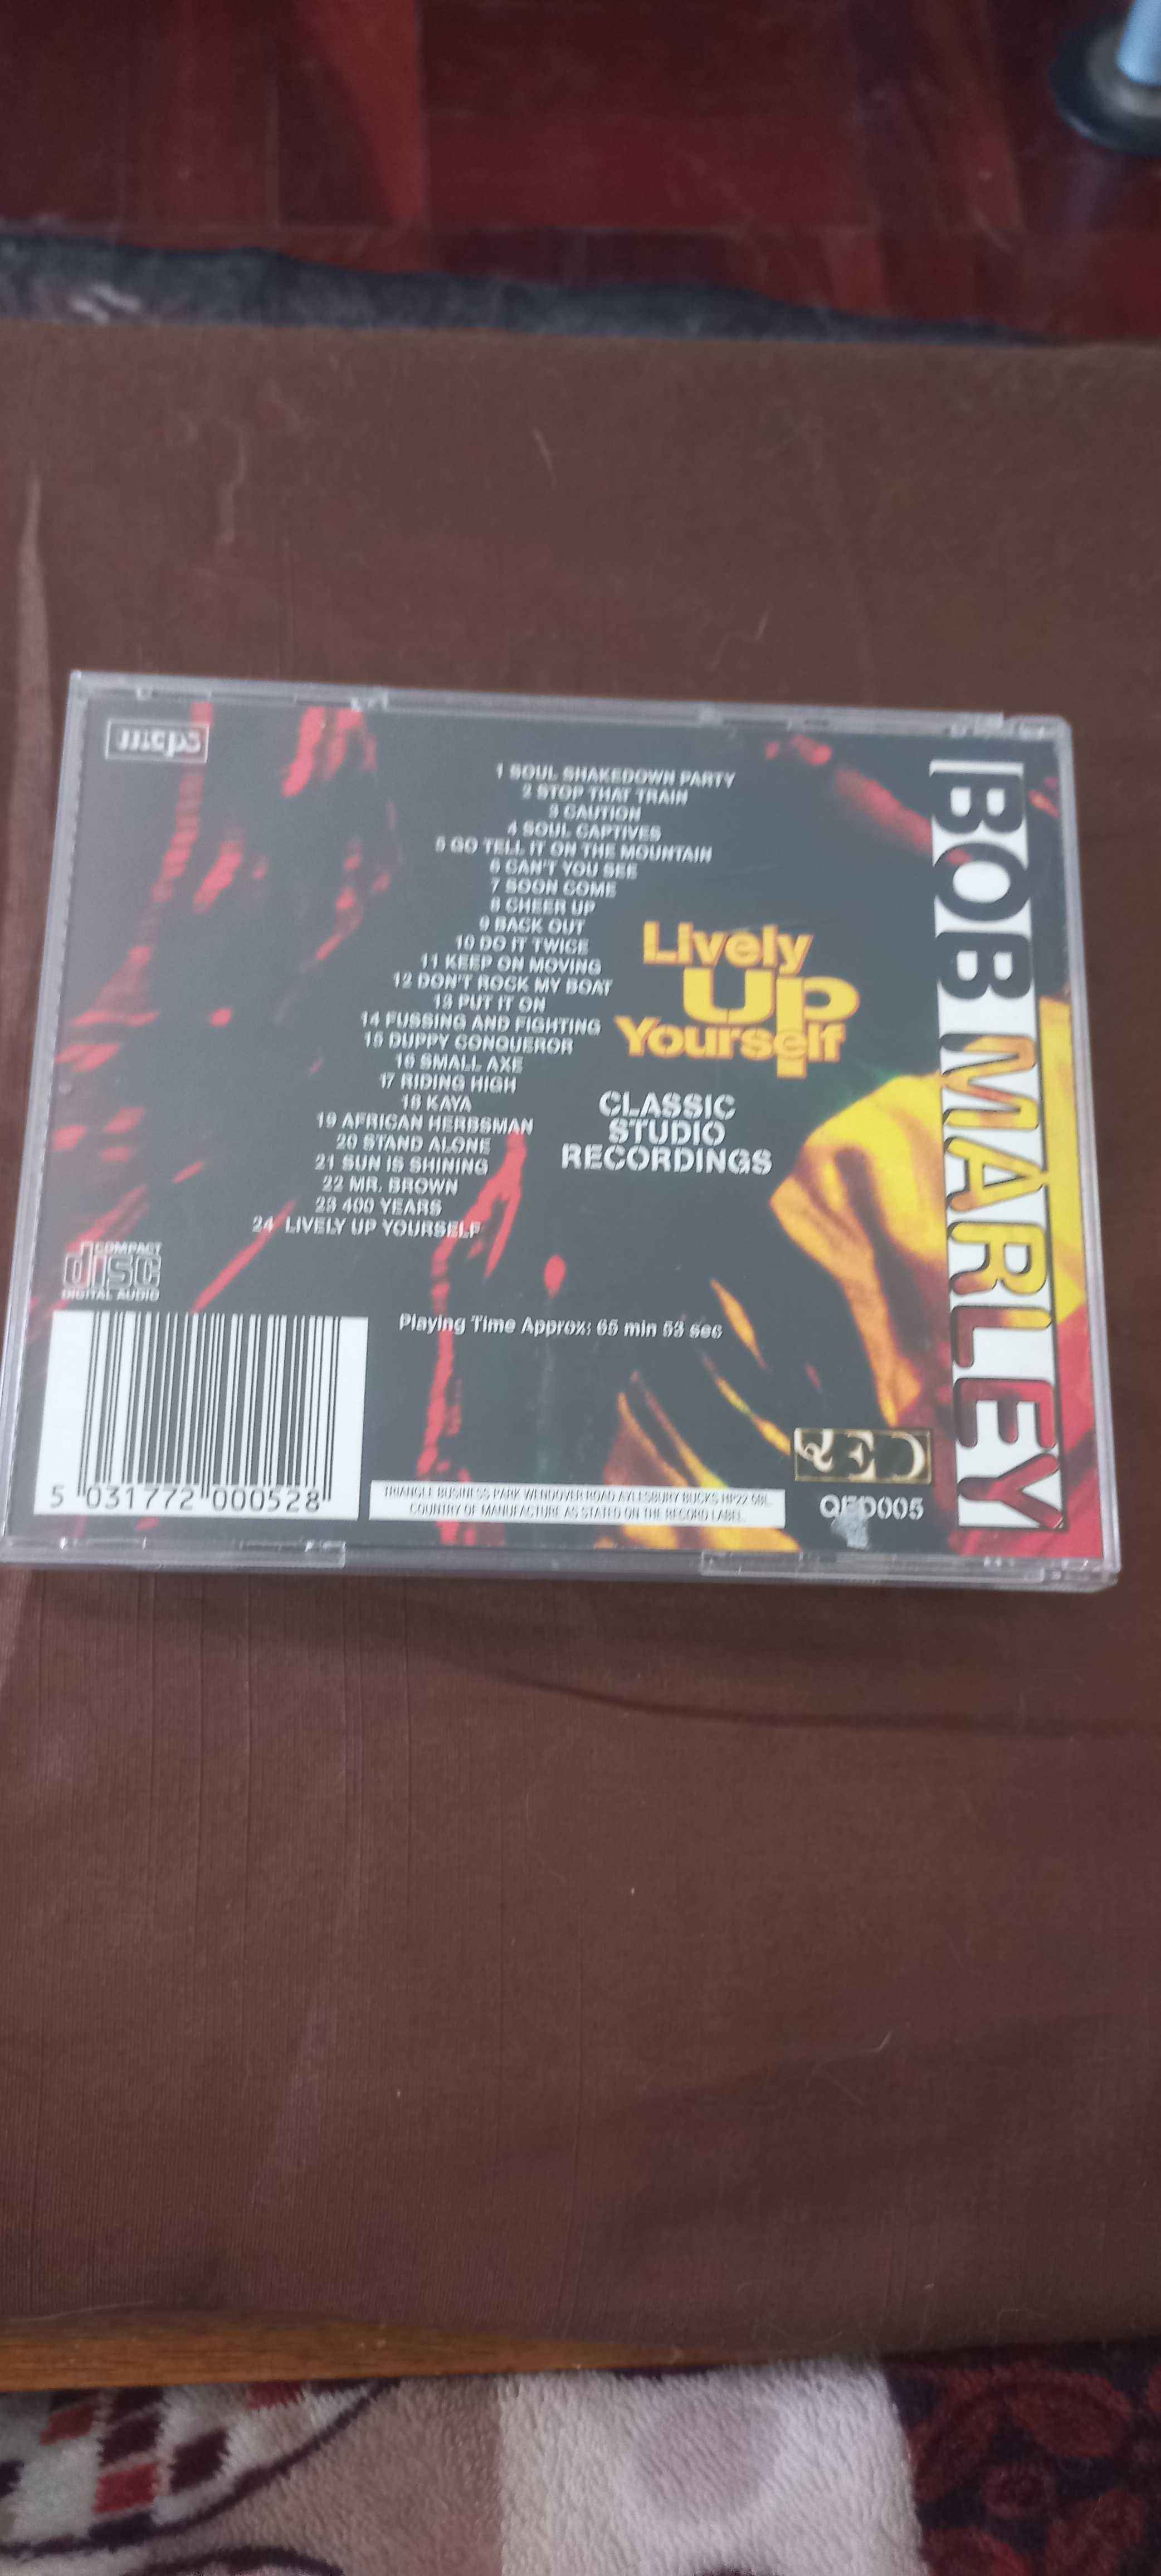 mcps
1 SOUL SHAKEDOWN PARTY
2 STOP THAT TRAIN
3 CAUTION
4 SOUL CAPTIVES
5 GO TELL IT ON THE MOUNTAIN
6 CAN'T YOU SEE
7 SOON COME
8 CHEER UP
9 BACK OUT
10 DO IT TWICE
11 KEEP ON MOVING
12 DON'T ROCK MY BOAT
13 PUT IT ON
14 FUSSING AND FIGHTING
15 DUPPY CONQUEROR
16 SMALL AXE
17 RIDING HIGH
18 KAYA
19 AFRICAN HERBSMAN
20 STAND ALONE
21 SUN IS SHINING
22 MR. BROWN
23 400 YEARS
24 LIVELY UP YOURSELF
Lively
Up
Yourself
CLASSIC
STUDIO
RECORDINGS
BOB MARLEY
COMPACT
disc
DIGITAL AUDIO
Playing Time Approx: 65 min 53 sec
5 031772 000528
TRIANGLE BUSINESS PARK WENDOVER ROAD AYLESBURY BUCKS HP22 5BL.
COUNTRY OF MANUFACTURE AS STATED ON THE RECORD LABEL.
QED
QED005